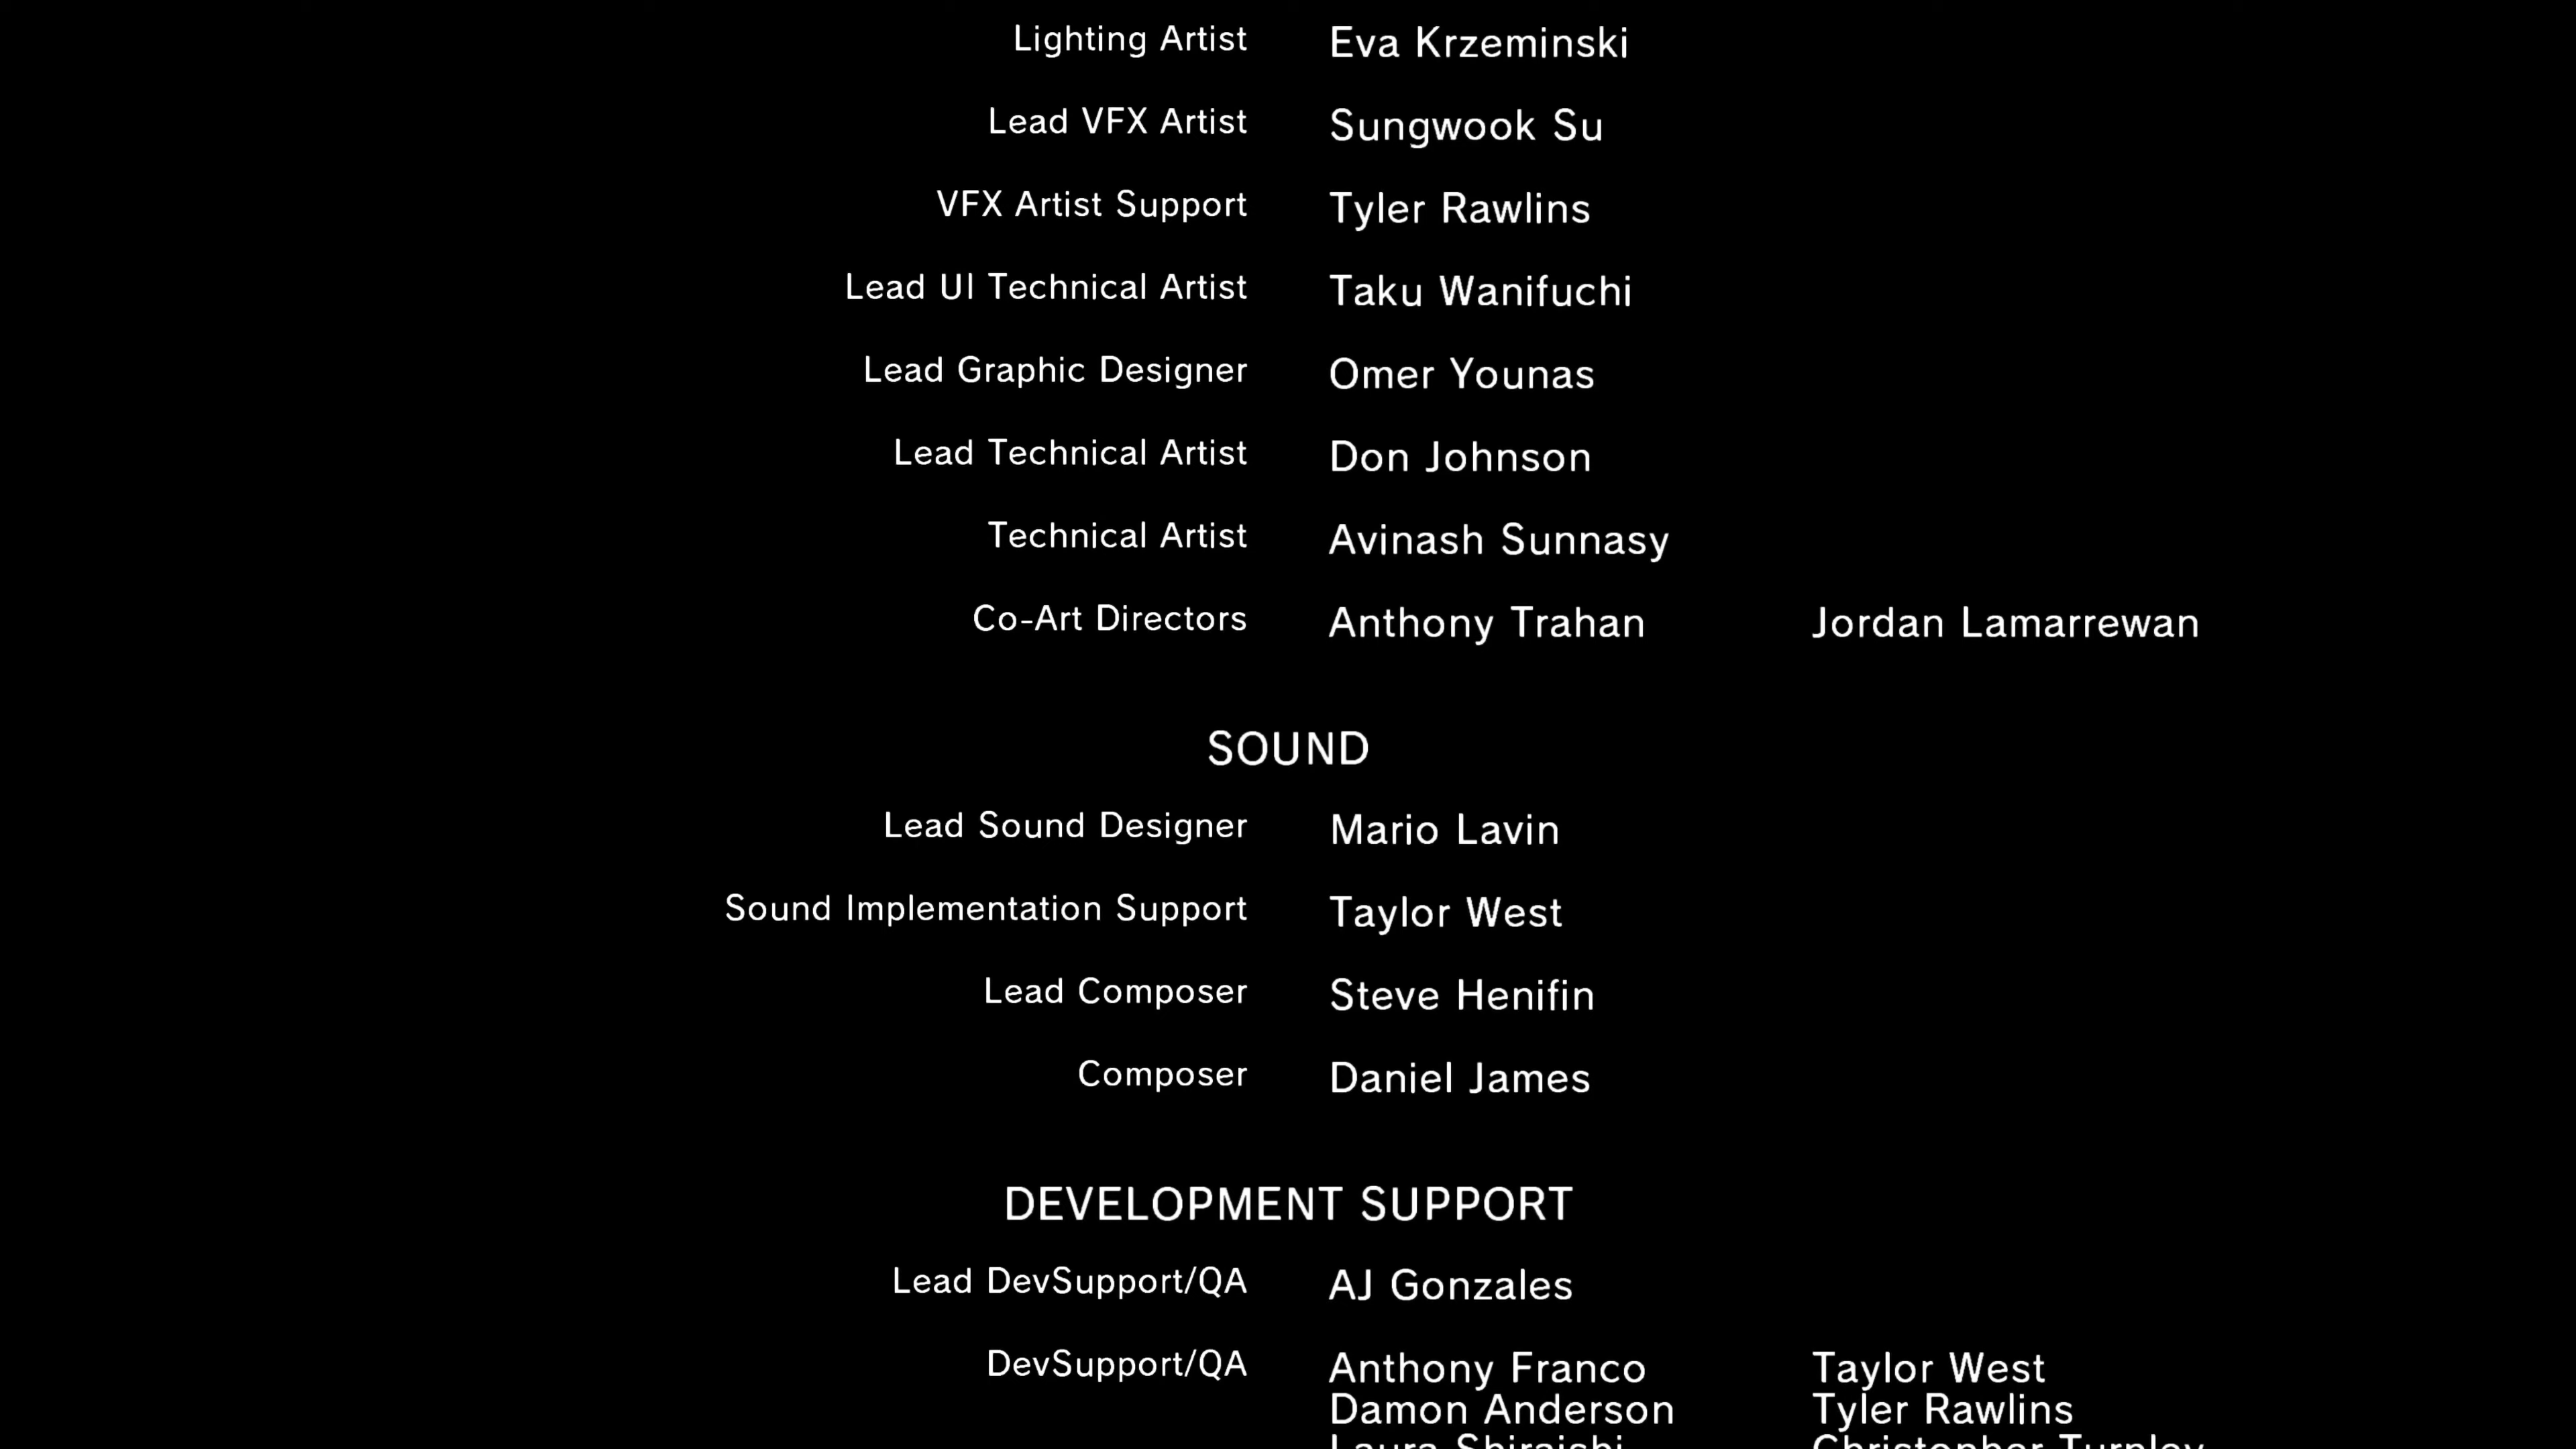 Lighting Artist Eva Krzeminski
Lead VFX Artist Sungwook Su
VFX Artist Support Tyler Rawlins
Lead UI Technical Artist Taku Wanifuchi
Lead Graphic Designer Omer Younas
Lead Technical Artist Don Johnson
Technical Artist Avinash Sunnasy
Co-Art Directors Anthony Trahan Jordan Lamarrewan
SOUND
Lead Sound Designer Mario Lavin
Sound Implementation Support Taylor West
Lead Composer Steve Henifin
Composer Daniel James
DEVELOPMENT SUPPORT
Lead DevSupport/QA AJ Gonzales
DevSupport/QA Anthony Franco Taylor West
Damon Anderson Tyler Rawlins
Laura Shiraishi Christopher Turnley